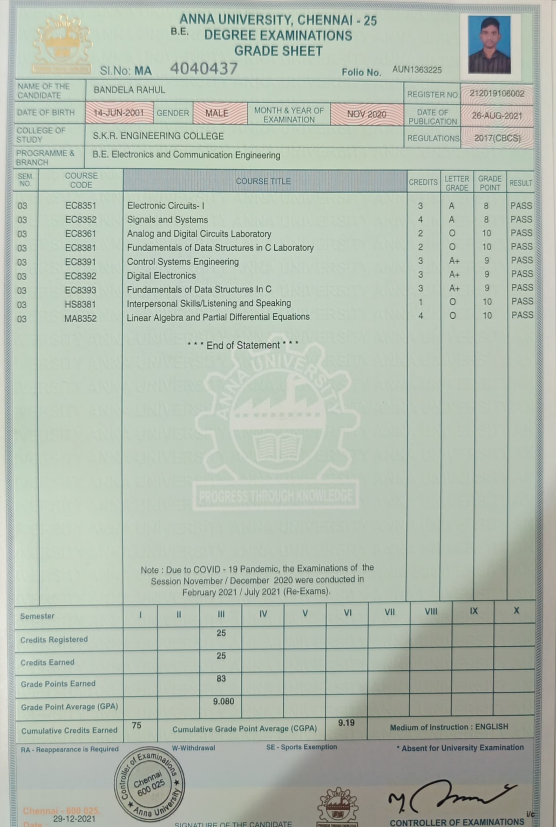 ANNA UNIVERSITY, CHENNAI - 25
B.E. DEGREE EXAMINATIONS
GRADE SHEET
Sl.No: MA 4040437 Folio No. AUN1363225
NAME OF THE CANDIDATE BANDELA RAHUL REGISTER NO. 212019106002
DATE OF BIRTH 14-JUN-2001 GENDER MALE MONTH & YEAR OF EXAMINATION NOV 2020 DATE OF PUBLICATION 26-AUG-2021
COLLEGE OF STUDY S.K.R. ENGINEERING COLLEGE REGULATIONS 2017(CBCS)
PROGRAMME & BRANCH B.E. Electronics and Communication Engineering
SEM. NO. COURSE CODE COURSE TITLE CREDITS LETTER GRADE GRADE POINT RESULT
03 EC8351 Electronic Circuits- I 3 A 8 PASS
03 EC8352 Signals and Systems 4 A 8 PASS
03 EC8361 Analog and Digital Circuits Laboratory 2 O 10 PASS
03 EC8381 Fundamentals of Data Structures in C Laboratory 2 O 10 PASS
03 EC8391 Control Systems Engineering 3 A+ 9 PASS
03 EC8392 Digital Electronics 3 A+ 9 PASS
03 EC8393 Fundamentals of Data Structures In C 3 A+ 9 PASS
03 HS8381 Interpersonal Skills/Listening and Speaking 1 O 10 PASS
03 MA8352 Linear Algebra and Partial Differential Equations 4 O 10 PASS
* * * End of Statement * * *
ANNA UNIVERSITY
PROGRESS THROUGH KNOWLEDGE
Note : Due to COVID - 19 Pandemic, the Examinations of the
Session November / December 2020 were conducted in
February 2021 / July 2021 (Re-Exams).
Semester I II III IV V VI VII VIII IX X
Credits Registered 25
Credits Earned 25
Grade Points Earned 83
Grade Point Average (GPA) 9.080
Cumulative Credits Earned 75 Cumulative Grade Point Average (CGPA) 9.19 Medium of Instruction : ENGLISH
RA - Reappearance is Required W-Withdrawal SE - Sports Exemption * Absent for University Examination
Controller of Examinations
Chennai
600 025
* Anna University *
Chennai - 600 025.
29-12-2021
Date
SIGNATURE OF THE CANDIDATE
CONTROLLER OF EXAMINATIONS I/c